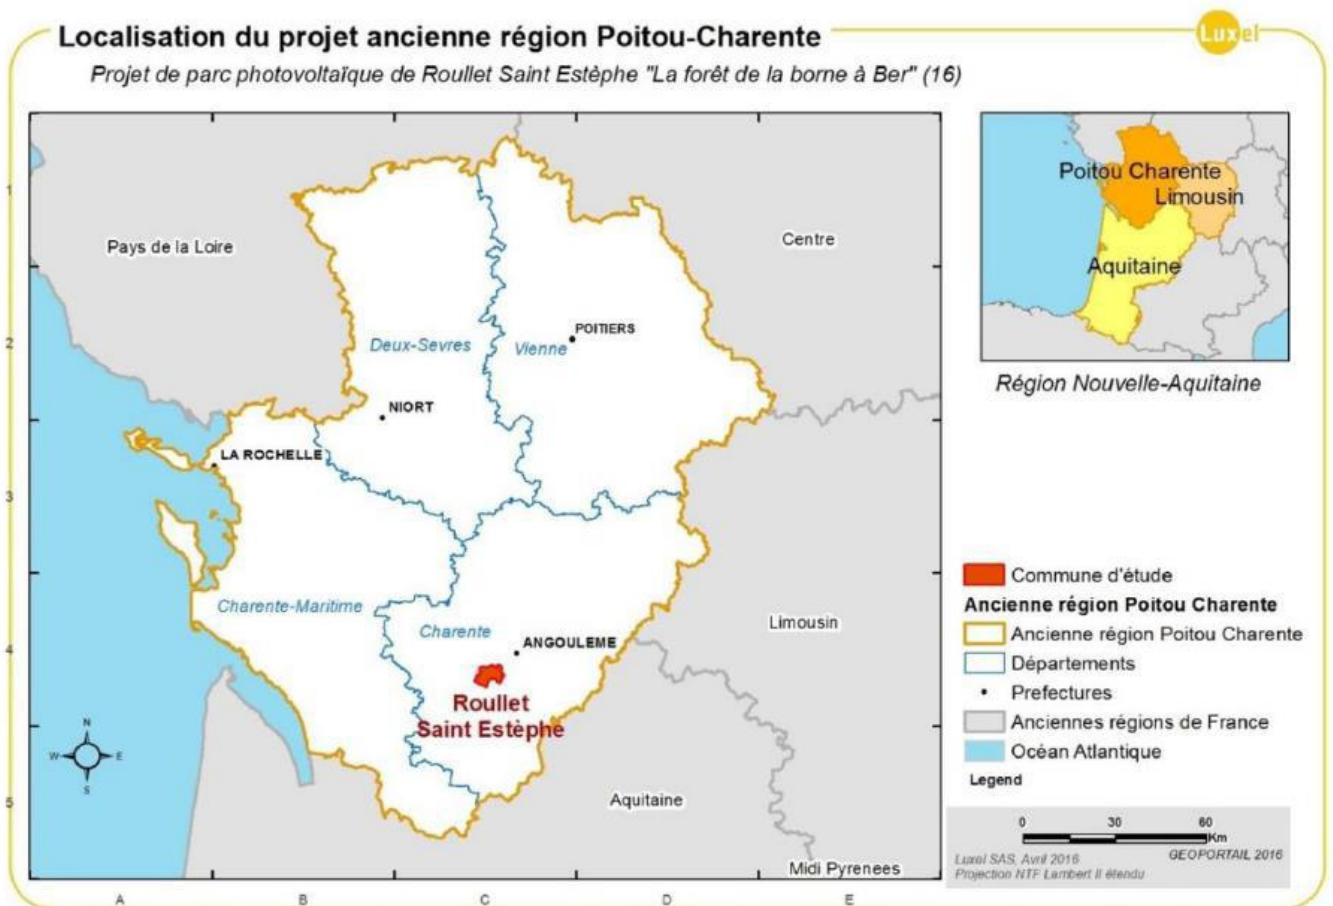 Localisation du projet ancienne région Poitou-Charente
Luxel
Projet de parc photovoltaïque de Roullet Saint Estèphe "La forêt de la borne à Ber" (16)
Pays de la Loire
Centre
Deux-Sevres
Vienne
POITIERS
NIORT
LA ROCHELLE
Charente-Maritime
Charente
ANGOULEME
Limousin
Roullet
Saint Estèphe
Aquitaine
Midi Pyrenees
N
W
E
S
1
2
3
4
5
A
B
C
D
E
Poitou Charente
Limousin
Aquitaine
Région Nouvelle-Aquitaine
Commune d'étude
Ancienne région Poitou Charente
Ancienne région Poitou Charente
Départements
Prefectures
Anciennes régions de France
Océan Atlantique
Legend
0 30 60
Km
GEOPORTAIL 2016
Luxel SAS, Avril 2016
Projection NTF Lambert II étendu